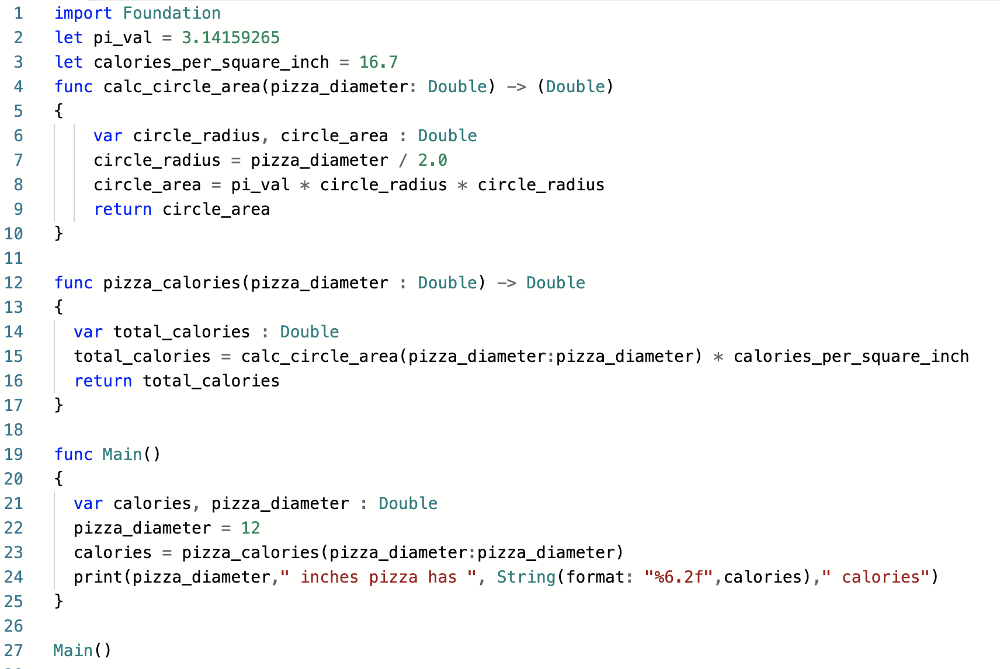 1 import Foundation
2 let pi_val = 3.14159265
3 let calories_per_square_inch = 16.7
4 func calc_circle_area(pizza_diameter: Double) -> (Double)
5 {
6 var circle_radius, circle_area : Double
7 circle_radius = pizza_diameter / 2.0
8 circle_area = pi_val * circle_radius * circle_radius
9 return circle_area
10 }
11
12 func pizza_calories(pizza_diameter : Double) -> Double
13 {
14 var total_calories : Double
15 total_calories = calc_circle_area(pizza_diameter:pizza_diameter) * calories_per_square_inch
16 return total_calories
17 }
18
19 func Main()
20 {
21 var calories, pizza_diameter : Double
22 pizza_diameter = 12
23 calories = pizza_calories(pizza_diameter:pizza_diameter)
24 print(pizza_diameter," inches pizza has ", String(format: "%6.2f",calories)," calories")
25 }
26
27 Main()